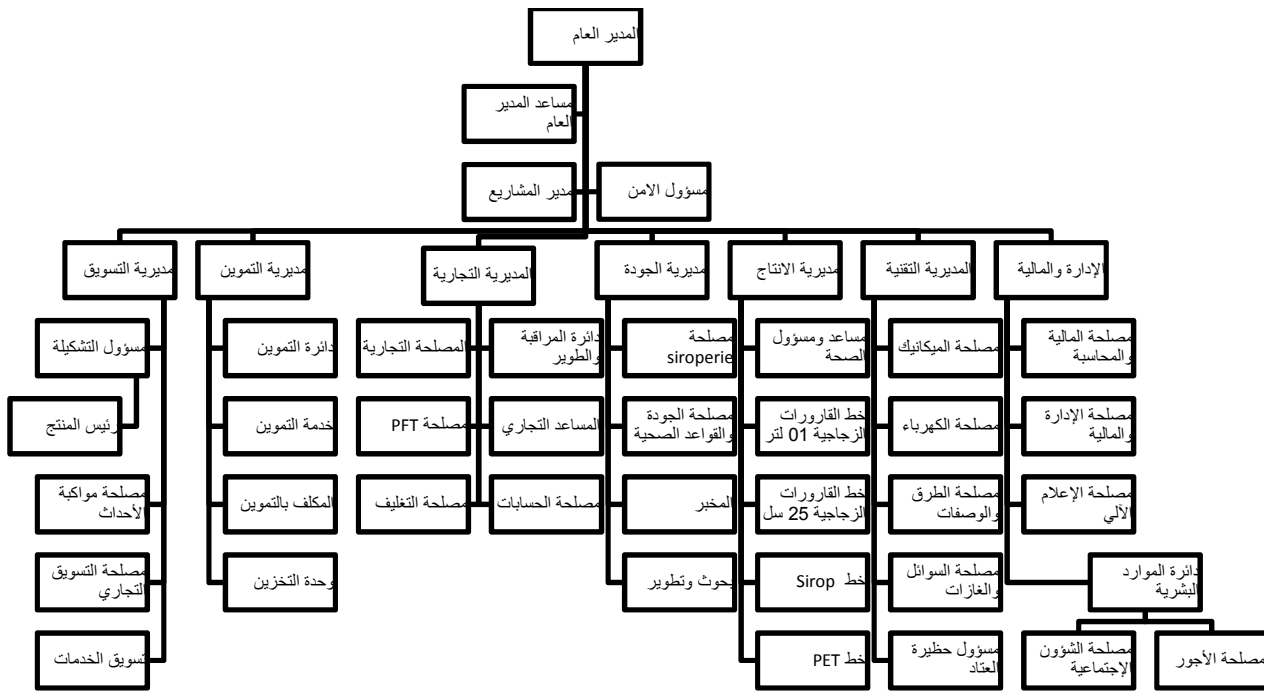 المدير العام
مساعد المدير
العام
مسؤول الامن
مدير المشاريع
الإدارة والمالية
المديرية التقنية
مديرية الانتاج
مديرية الجودة
المديرية التجارية
مديرية التموين
مديرية التسويق
مصلحة المالية
والمحاسبة
مصلحة الميكانيك
مساعد ومسؤول
الصحة
مصلحة
siroperie
دائرة المراقبة
والطوير
المصلحة التجارية
دائرة التموين
مسؤول التشكيلة
مصلحة الإدارة
والمالية
مصلحة الكهرباء
خط القارورات
الزجاجية 01 لتر
مصلحة الجودة
والقواعد الصحية
المساعد التجاري
مصلحة PFT
خدمة التموين
رئيس المنتج
مصلحة الإعلام
الآلي
مصلحة الطرق
والوصفات
خط القارورات
الزجاجية 25 سل
المخبر
مصلحة الحسابات
مصلحة التغليف
المكلف بالتموين
مصلحة مواكبة
الأحداث
دائرة الموارد
البشرية
مصلحة السوائل
والغازات
خط Sirop
بحوث وتطوير
وحدة التخزين
مصلحة التسويق
التجاري
مصلحة الأجور
مصلحة الشؤون
الإجتماعية
مسؤول حظيرة
العتاد
خط PET
تسويق الخدمات